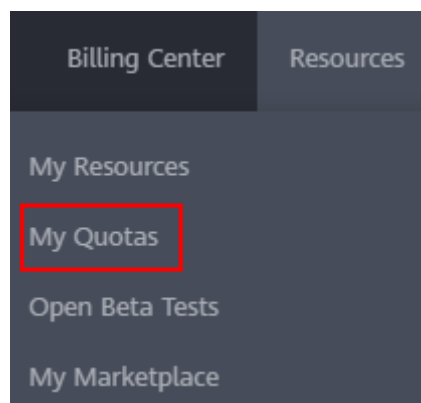 Billing Center Resources
My Resources
My Quotas
Open Beta Tests
My Marketplace